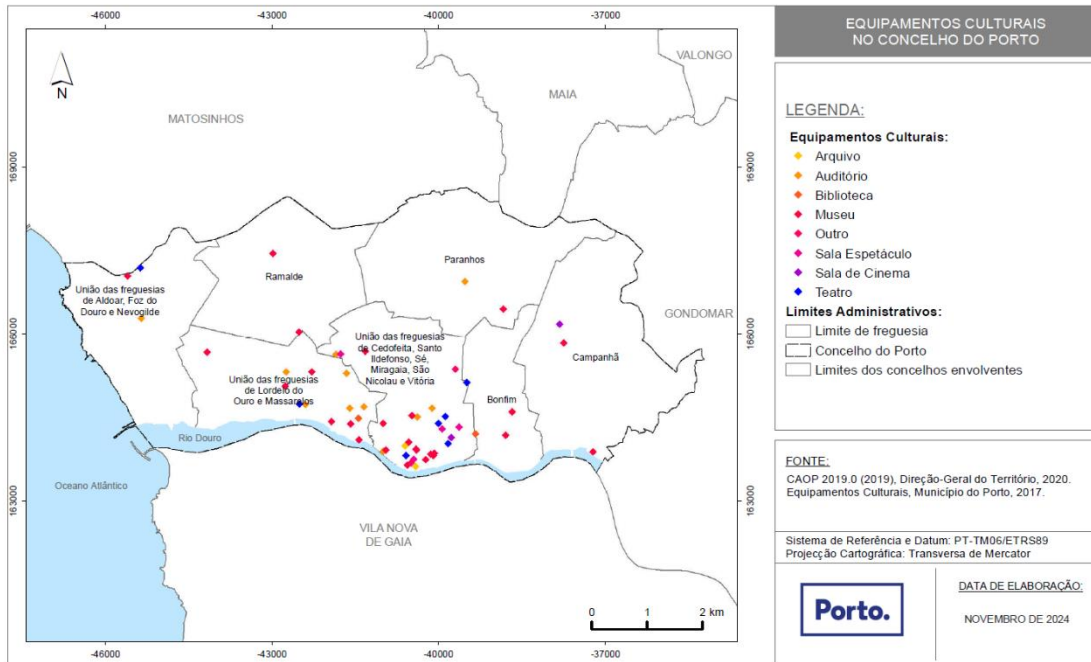 -46000
-43000
-40000
-37000
169000
166000
163000
169000
166000
163000
N
MATOSINHOS
MAIA
VALONGO
GONDOMAR
VILA NOVA
DE GAIA
Oceano Atlântico
Rio Douro
União das freguesias
de Aldoar, Foz do
Douro e Nevogilde
Ramalde
Paranhos
União das freguesias
de Cedofeita, Santo
Ildefonso, Sé,
Miragaia, São
Nicolau e Vitória
Campanhã
União das freguesias
de Lordelo do
Ouro e Massarelos
Bonfim
0 1 2 km
EQUIPAMENTOS CULTURAIS
NO CONCELHO DO PORTO
LEGENDA:
Equipamentos Culturais:
Arquivo
Auditório
Biblioteca
Museu
Outro
Sala Espetáculo
Sala de Cinema
Teatro
Limites Administrativos:
Limite de freguesia
Concelho do Porto
Limites dos concelhos envolventes
FONTE:
CAOP 2019.0 (2019), Direção-Geral do Território, 2020.
Equipamentos Culturais, Município do Porto, 2017.
Sistema de Referência e Datum: PT-TM06/ETRS89
Projecção Cartográfica: Transversa de Mercator
Porto.
DATA DE ELABORAÇÃO:
NOVEMBRO DE 2024